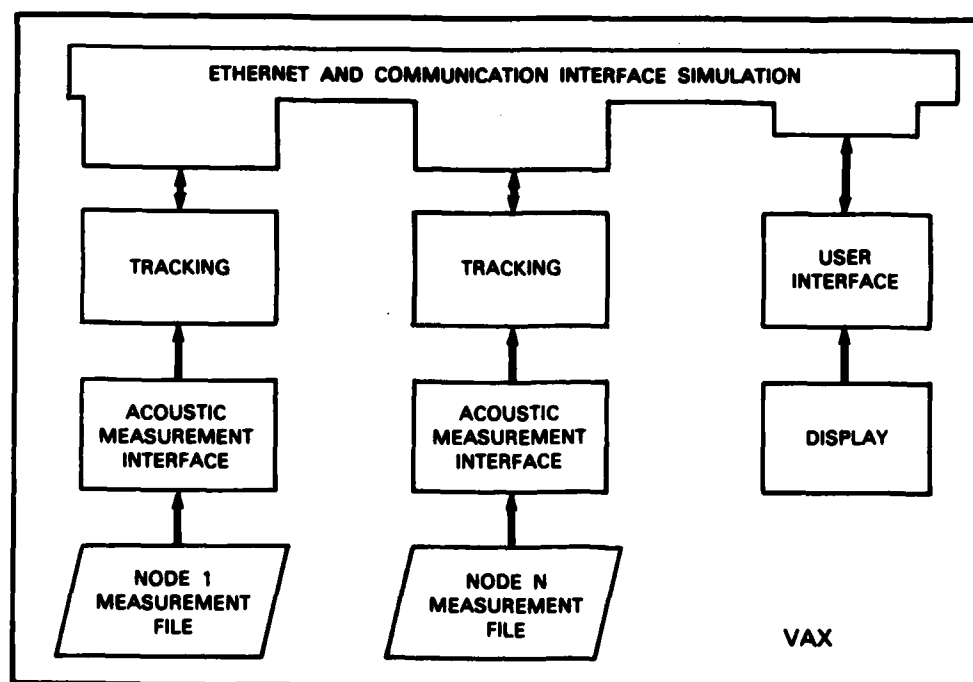 ETHERNET AND COMMUNICATION INTERFACE SIMULATION
TRACKING
TRACKING
USER
INTERFACE
ACOUSTIC
MEASUREMENT
INTERFACE
ACOUSTIC
MEASUREMENT
INTERFACE
DISPLAY
NODE 1
MEASUREMENT
FILE
NODE N
MEASUREMENT
FILE
VAX